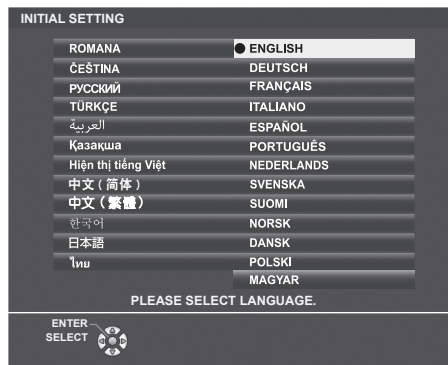 INITIAL SETTING
ROMANA
ČEŠTINA
РУССКИЙ
TÜRKÇE
العربية
Қазақша
Hiện thị tiếng Việt
中文 ( 简体 )
中文 ( 繁體 )
한국어
日本語
ไทย
ENGLISH
DEUTSCH
FRANÇAIS
ITALIANO
ESPAÑOL
PORTUGUÊS
NEDERLANDS
SVENSKA
SUOMI
NORSK
DANSK
POLSKI
MAGYAR
PLEASE SELECT LANGUAGE.
ENTER
SELECT